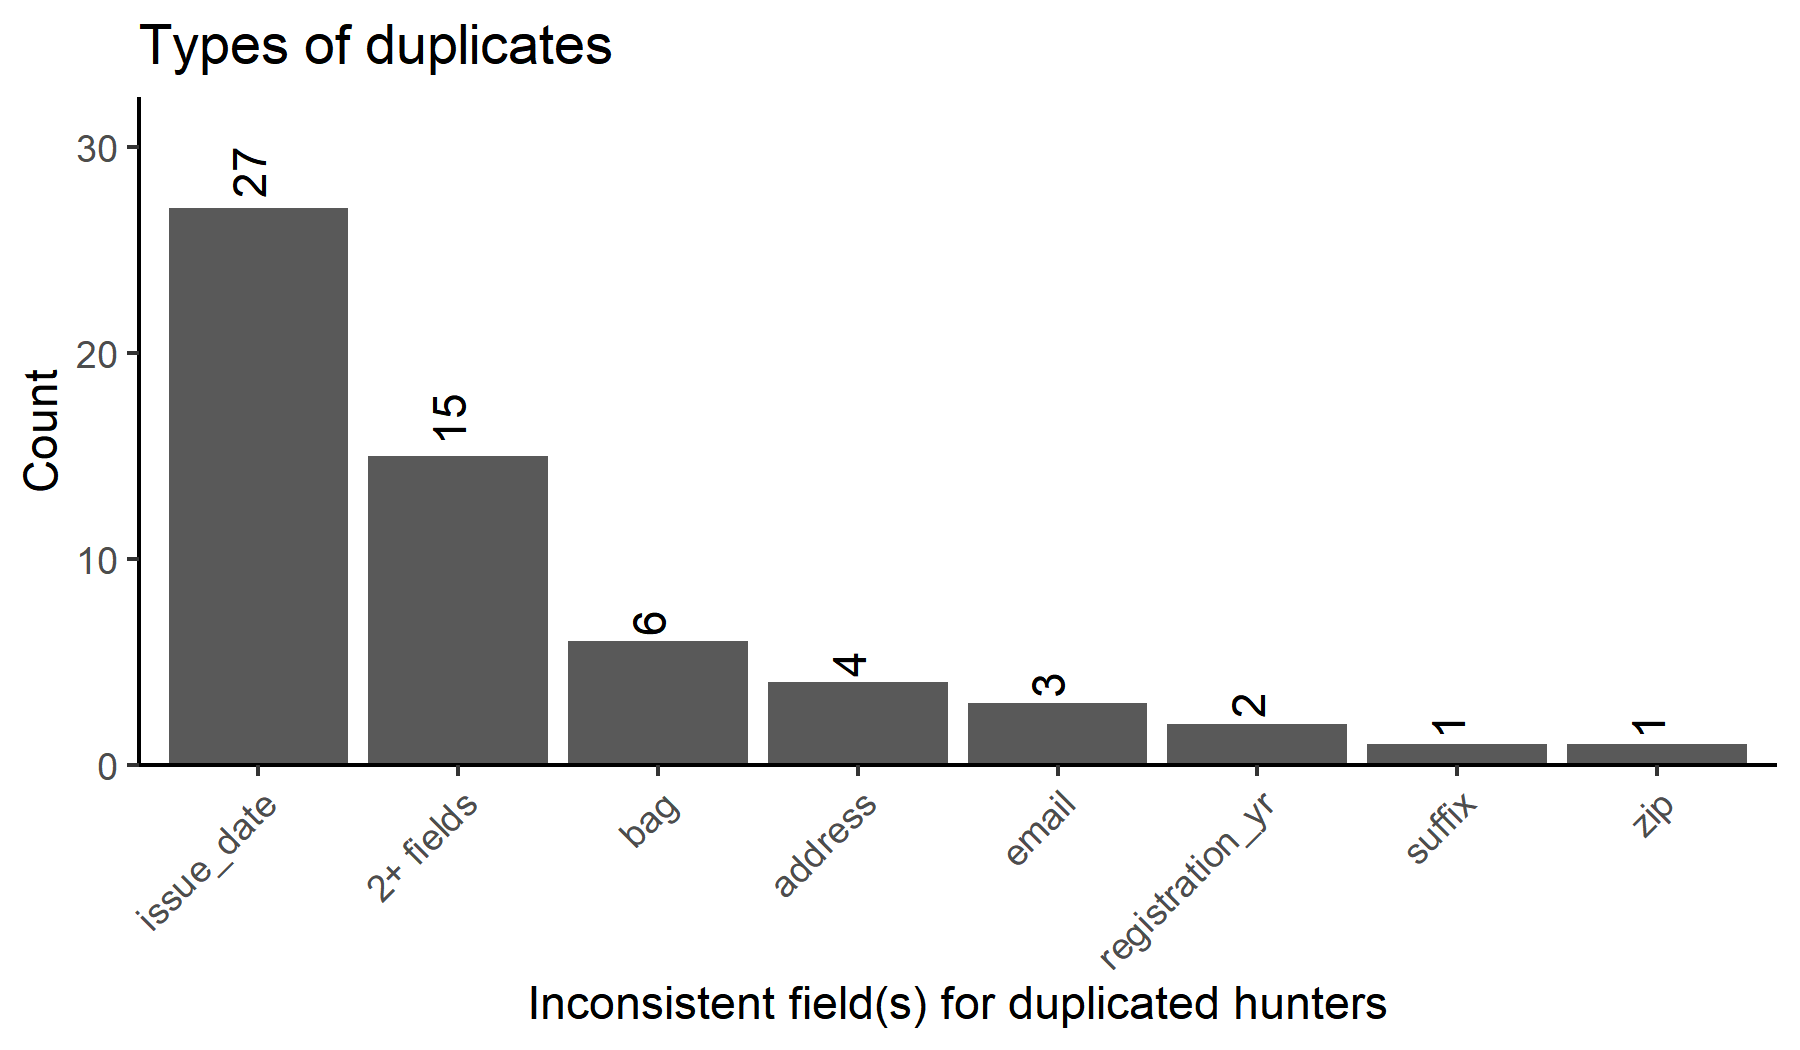 Types of duplicates
30
20
10
0
Count
27
15
6
4
3
2
1
1
issue_date
2+ fields
bag
address
email
registration_yr
suffix
zip
Inconsistent field(s) for duplicated hunters